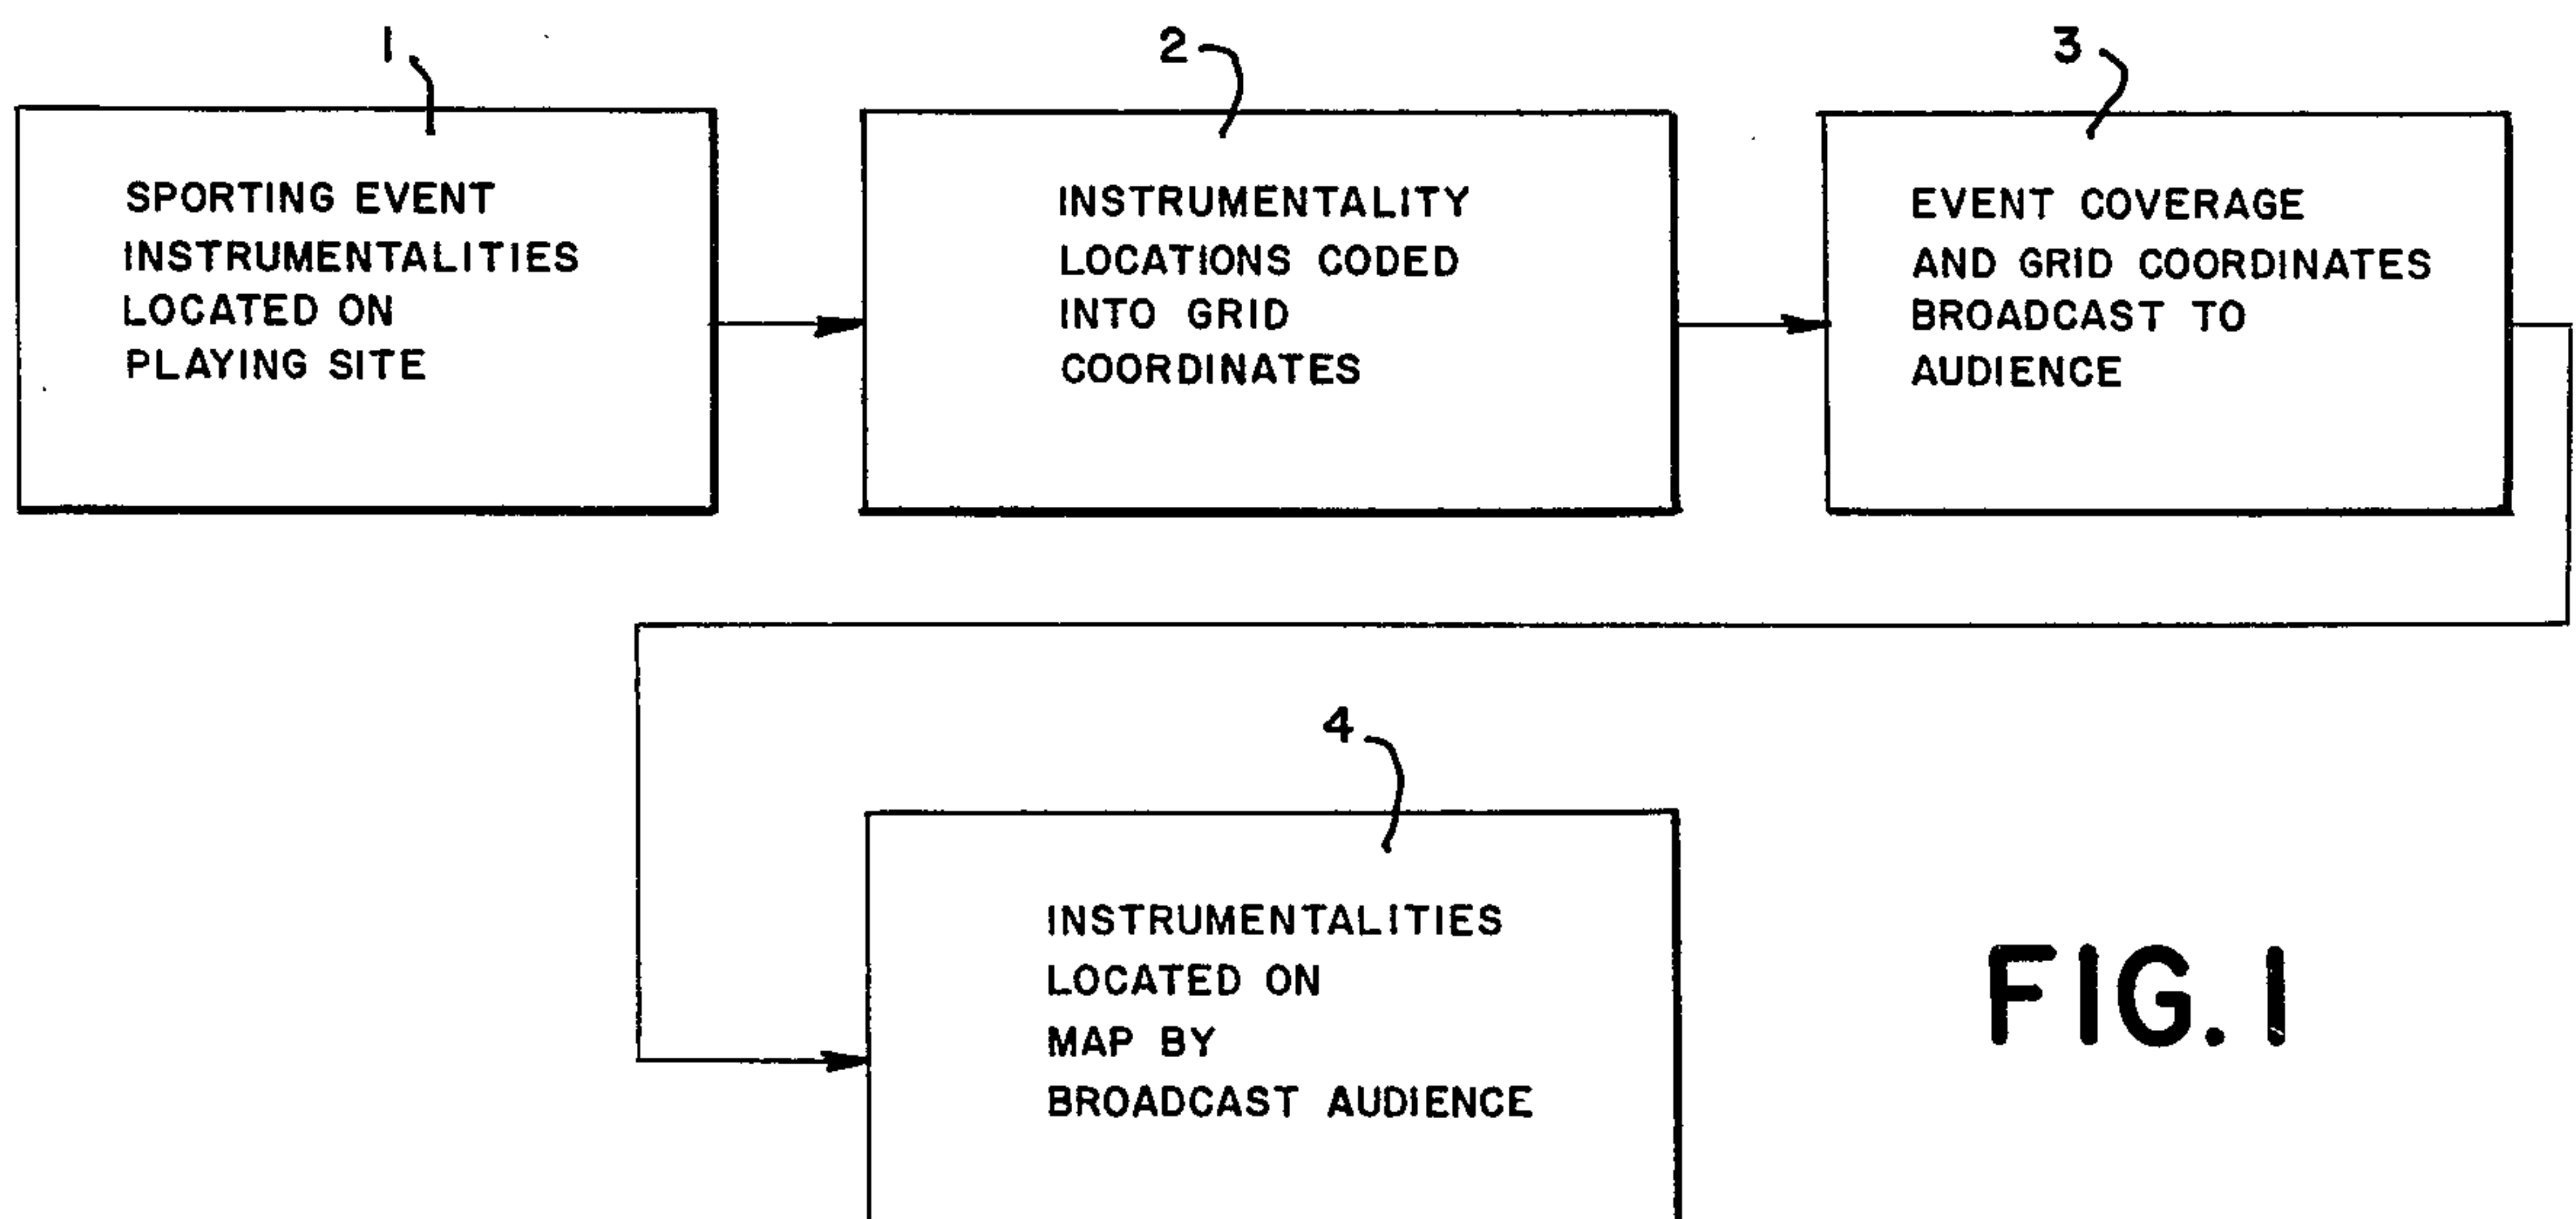 1
SPORTING EVENT
INSTRUMENTALITIES
LOCATED ON
PLAYING SITE
2
INSTRUMENTALITY
LOCATIONS CODED
INTO GRID
COORDINATES
3
EVENT COVERAGE
AND GRID COORDINATES
BROADCAST TO
AUDIENCE
4
INSTRUMENTALITIES
LOCATED ON
MAP BY
BROADCAST AUDIENCE
FIG. 1